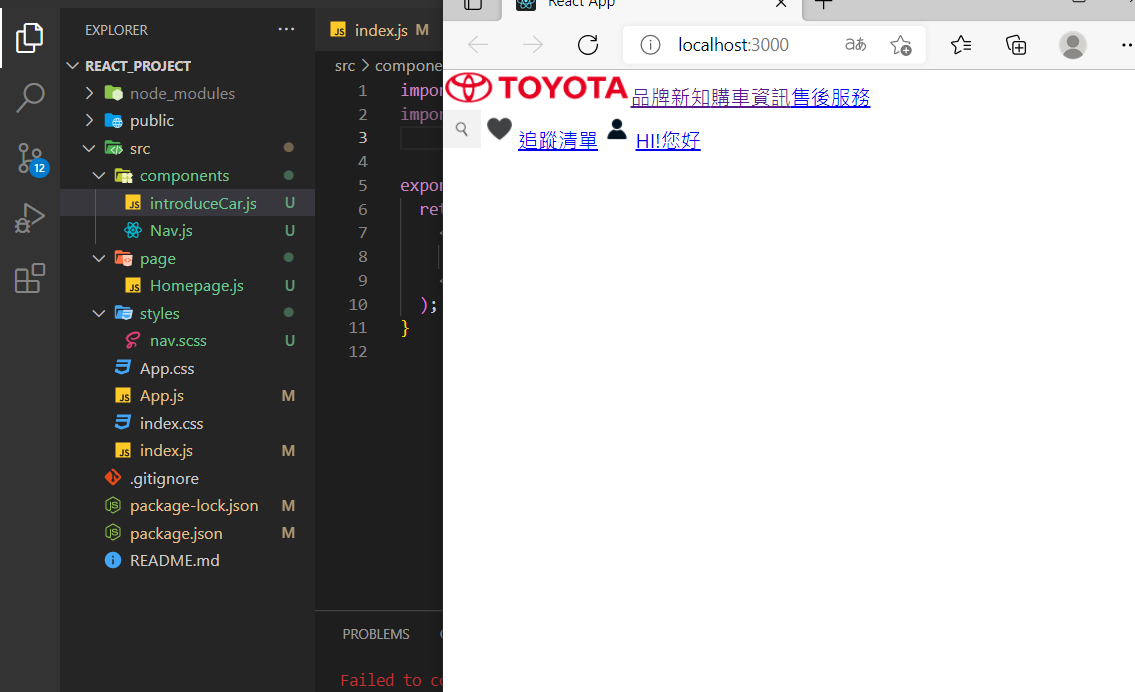 EXPLORER
REACT_PROJECT
node_modules
public
src
components
introduceCar.js U
Nav.js U
page
Homepage.js U
styles
nav.scss U
App.css
App.js M
index.css
index.js M
.gitignore
package-lock.json M
package.json M
README.md
12
index.js M
src > compone
1 impor
2 impor
3
4
5 expor
6 ret
7 <
8
9 <
10 );
11 }
12
PROBLEMS
Failed to co
React App
localhost:3000
TOYOTA 品牌新知購車資訊售後服務
追蹤清單 HI!您好